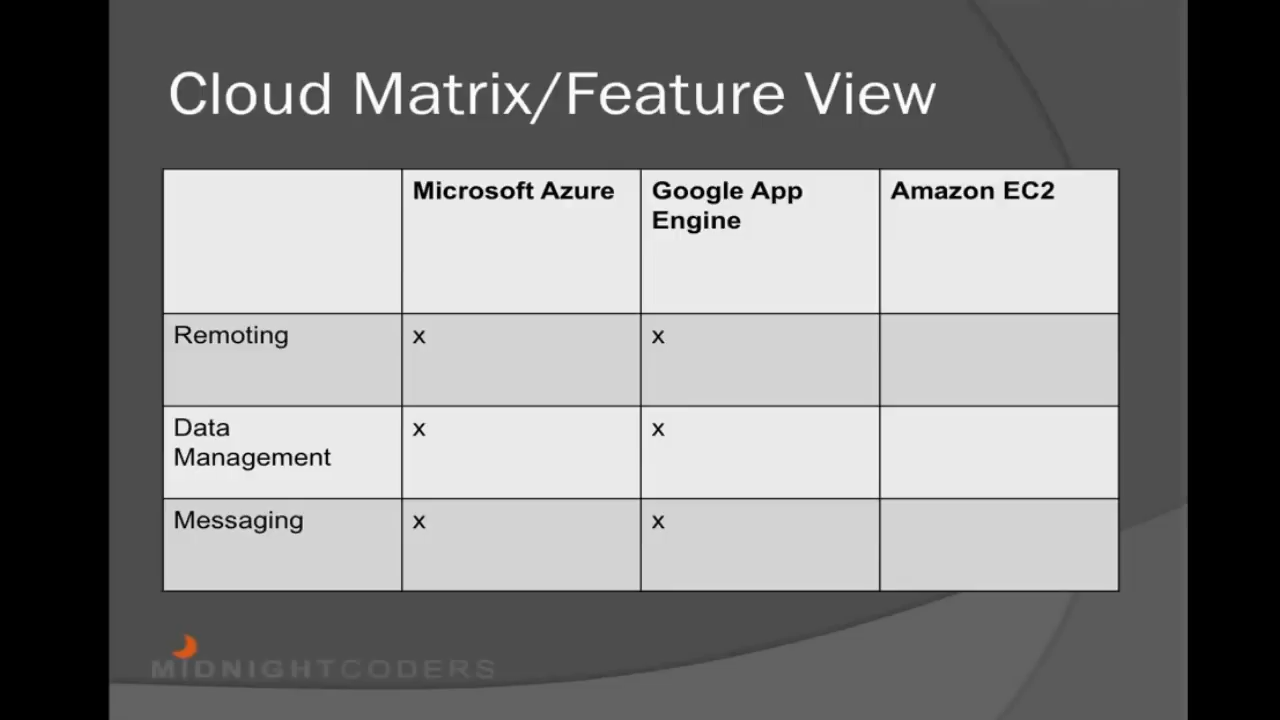 Cloud Matrix/Feature View
Microsoft Azure
Google App
Engine
Amazon EC2
Remoting
x
x
Data
Management
x
x
Messaging
x
x
MIDNIGHTCODERS